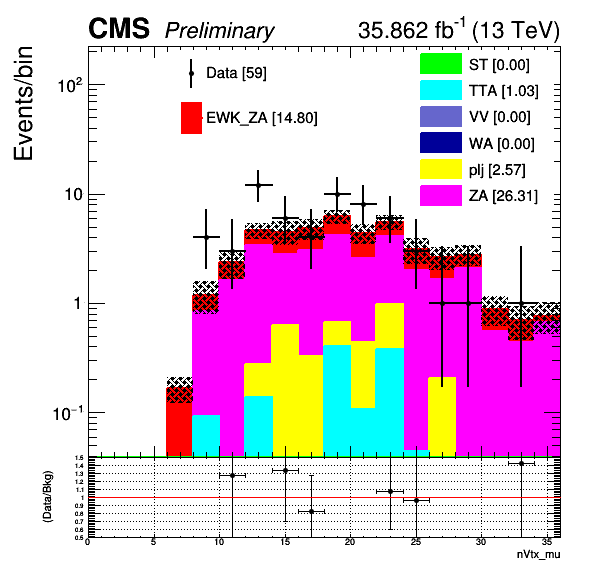 CMS Preliminary 35.862 fb⁻¹ (13 TeV)
Events/bin
Data [59]
EWK_ZA [14.80]
ST [0.00]
TTA [1.03]
VV [0.00]
WA [0.00]
plj [2.57]
ZA [26.31]
10²
10
1
10⁻¹
(Data/Bkg)
1.5
1.4
1.3
1.2
1.1
1
0.9
0.8
0.7
0.6
0.5
0 5 10 15 20 25 30 35
nVtx_mu